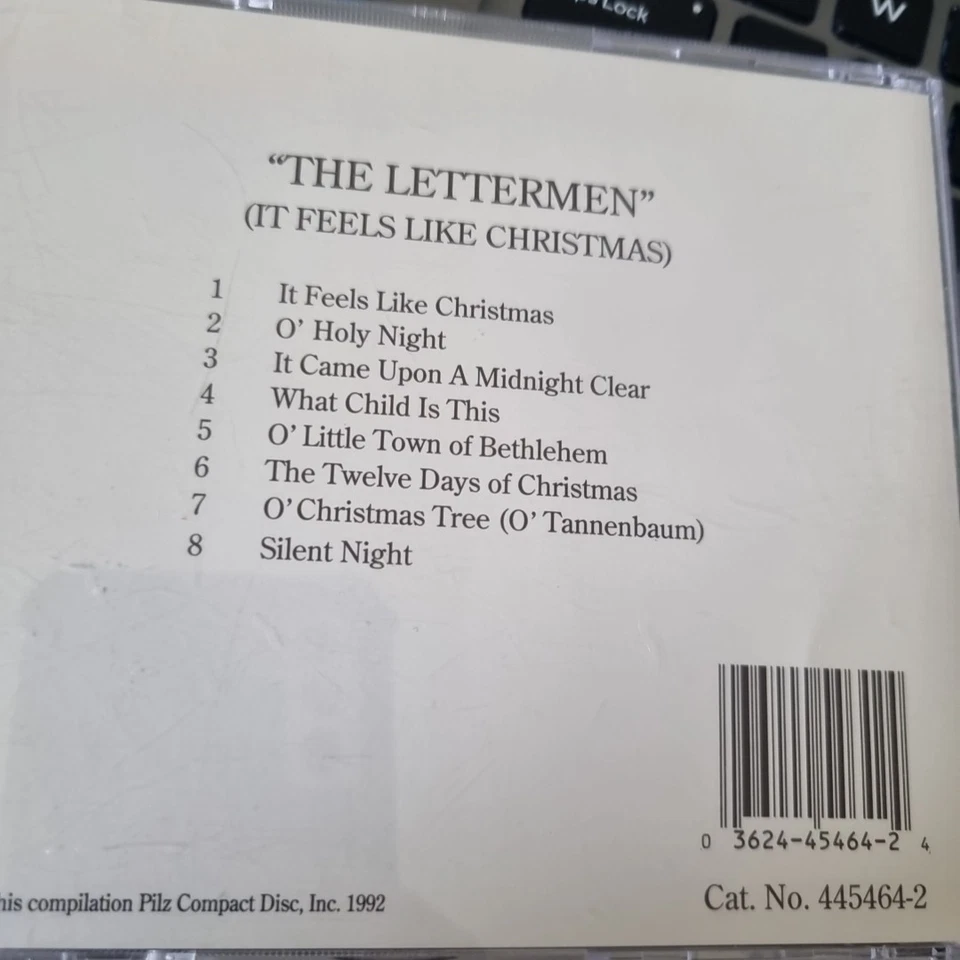 Lock
W
“THE LETTERMEN”
(IT FEELS LIKE CHRISTMAS)
1 It Feels Like Christmas
2 O’ Holy Night
3 It Came Upon A Midnight Clear
4 What Child Is This
5 O’ Little Town of Bethlehem
6 The Twelve Days of Christmas
7 O’ Christmas Tree (O’ Tannenbaum)
8 Silent Night
0 3624-45464-2 4
compilation Pilz Compact Disc, Inc. 1992
Cat. No. 445464-2